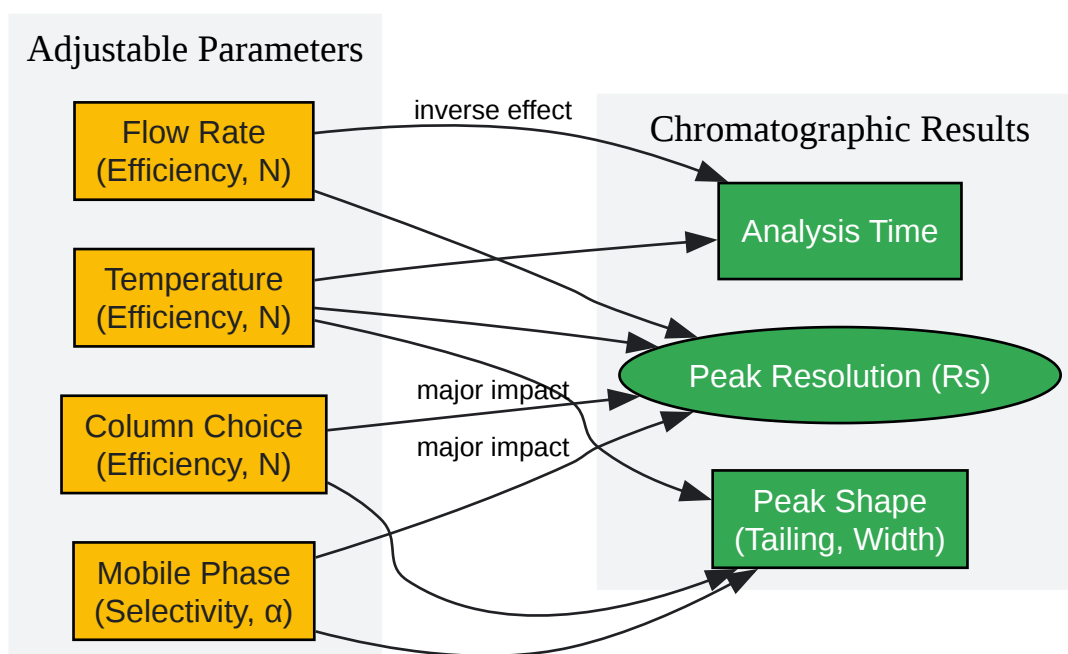 Adjustable Parameters
Flow Rate
(Efficiency, N)
Temperature
(Efficiency, N)
Column Choice
(Efficiency, N)
Mobile Phase
(Selectivity, α)
inverse effect
major impact
major impact
Chromatographic Results
Analysis Time
Peak Resolution (Rs)
Peak Shape
(Tailing, Width)